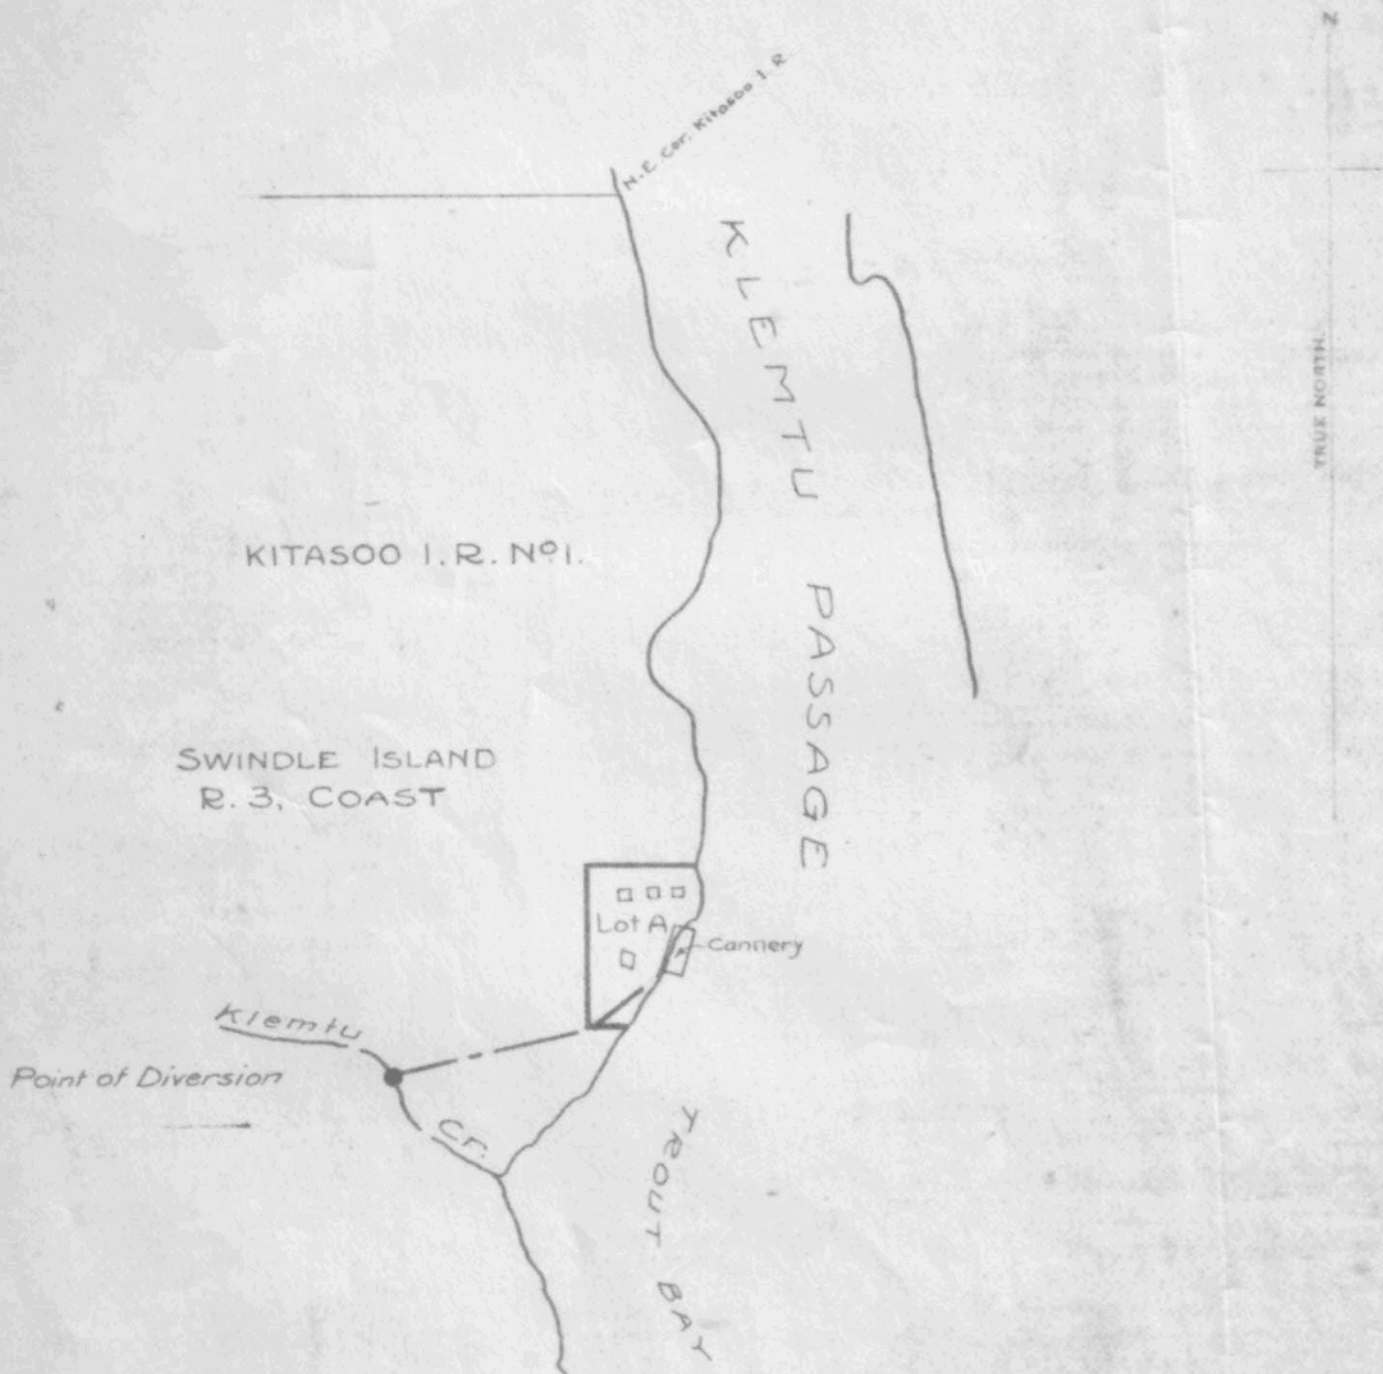 N
N.E. Cor. Kitasoo I.R
KLEMTU PASSAGE
TRUE NORTH
KITASOO I.R. Nº1.
SWINDLE ISLAND
R.3, COAST
Lot A
Cannery
Klemtu Cr.
Point of Diversion
TROUT BAY